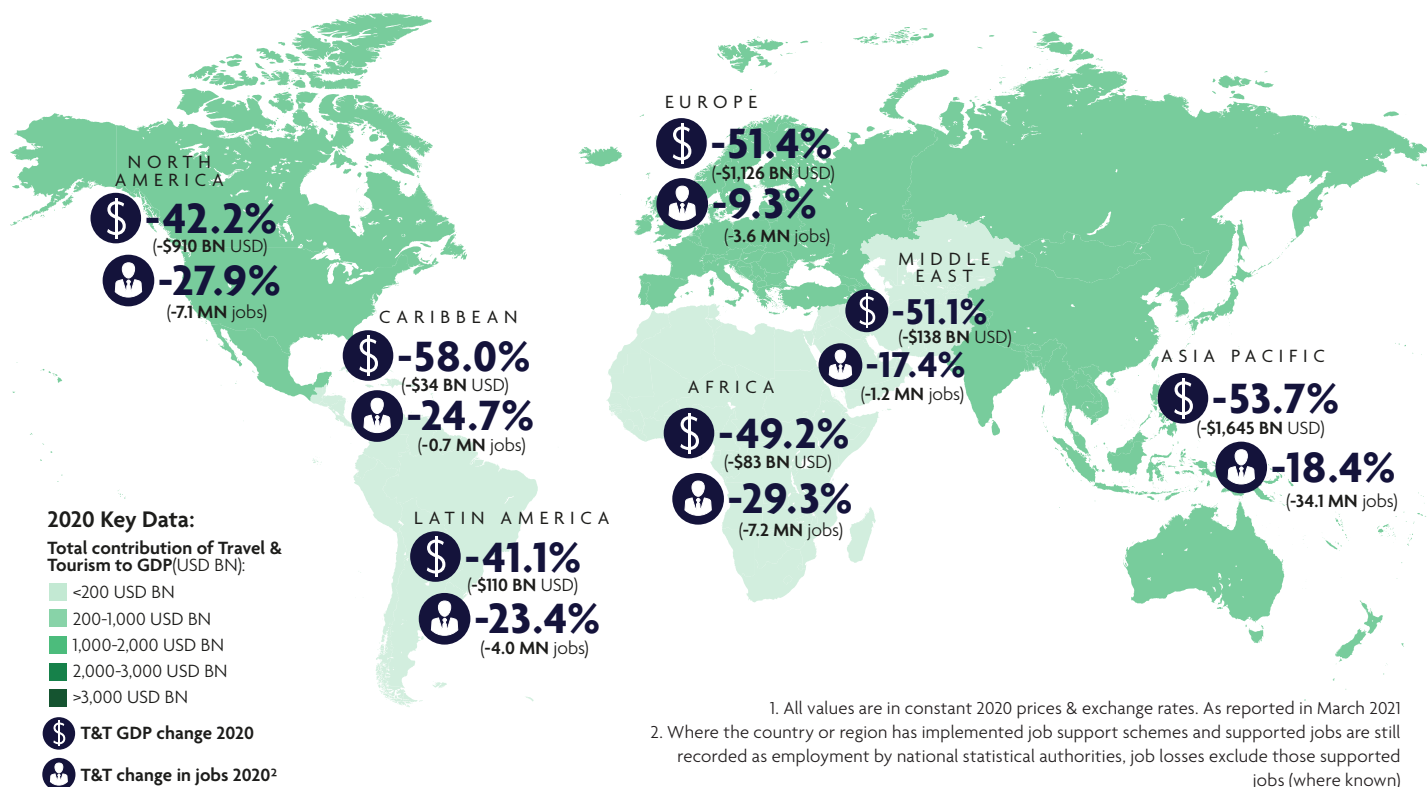 NORTH
AMERICA
-42.2%
(-$910 BN USD)
-27.9%
(-7.1 MN jobs)
CARIBBEAN
-58.0%
(-$34 BN USD)
-24.7%
(-0.7 MN jobs)
LATIN AMERICA
-41.1%
(-$110 BN USD)
-23.4%
(-4.0 MN jobs)
EUROPE
-51.4%
(-$1,126 BN USD)
-9.3%
(-3.6 MN jobs)
MIDDLE
EAST
-51.1%
(-$138 BN USD)
-17.4%
(-1.2 MN jobs)
AFRICA
-49.2%
(-$83 BN USD)
-29.3%
(-7.2 MN jobs)
ASIA PACIFIC
-53.7%
(-$1,645 BN USD)
-18.4%
(-34.1 MN jobs)
2020 Key Data:
Total contribution of Travel &
Tourism to GDP(USD BN):
<200 USD BN
200-1,000 USD BN
1,000-2,000 USD BN
2,000-3,000 USD BN
>3,000 USD BN
$ T&T GDP change 2020
T&T change in jobs 2020²
1. All values are in constant 2020 prices & exchange rates. As reported in March 2021
2. Where the country or region has implemented job support schemes and supported jobs are still
recorded as employment by national statistical authorities, job losses exclude those supported
jobs (where known)